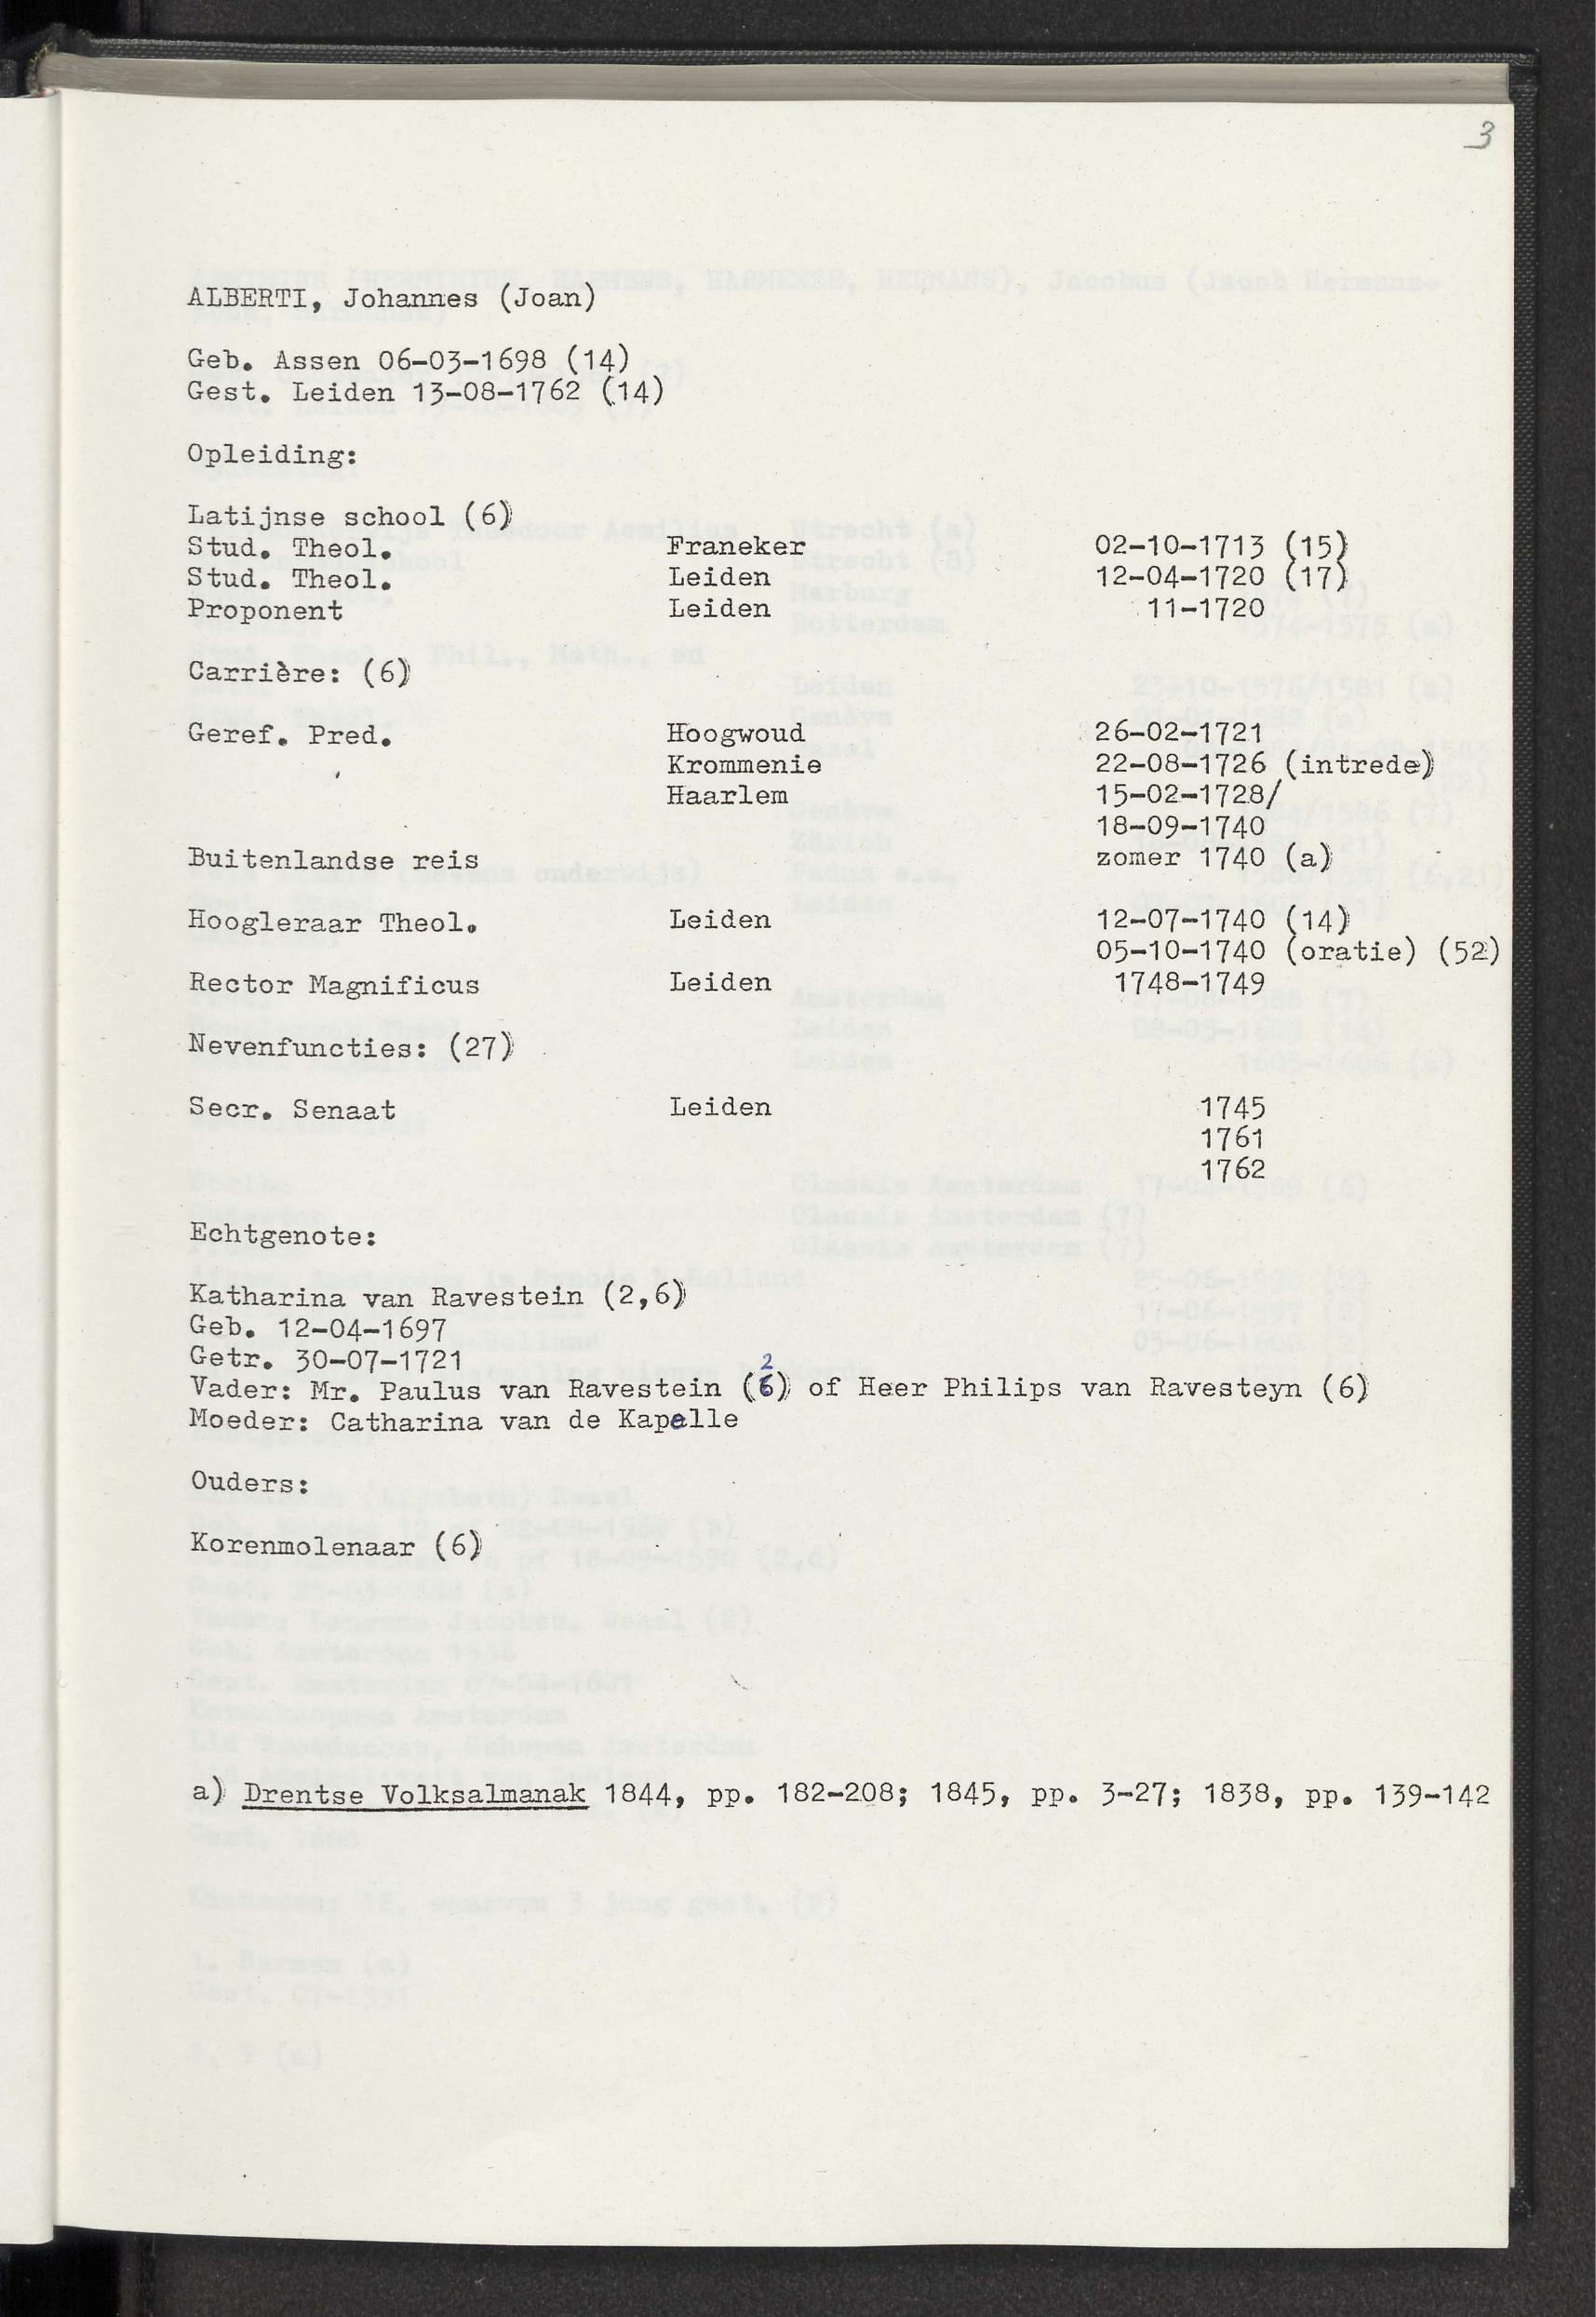 3
ALBERTI, Johannes (Joan)
Geb. Assen 06-03-1698 (14)
Gest. Leiden 13-08-1762 (14)
Opleiding:
Latijnse school (6)
Stud. Theol. Franeker 02-10-1713 (15)
Stud. Theol. Leiden 12-04-1720 (17)
Proponent Leiden 11-1720
Carrière: (6)
Geref. Pred. Hoogwoud 26-02-1721
Krommenie 22-08-1726 (intrede)
Haarlem 15-02-1728/
18-09-1740
Buitenlandse reis zomer 1740 (a)
Hoogleraar Theol. Leiden 12-07-1740 (14)
05-10-1740 (oratie) (52)
Rector Magnificus Leiden 1748-1749
Nevenfuncties: (27)
Secr. Senaat Leiden 1745
1761
1762
Echtgenote:
Katharina van Ravestein (2,6)
Geb. 12-04-1697
Getr. 30-07-1721
Vader: Mr. Paulus van Ravestein (2) of Heer Philips van Ravesteyn (6)
Moeder: Catharina van de Kapelle
Ouders:
Korenmolenaar (6)
a) Drentse Volksalmanak 1844, pp. 182-208; 1845, pp. 3-27; 1838, pp. 139-142